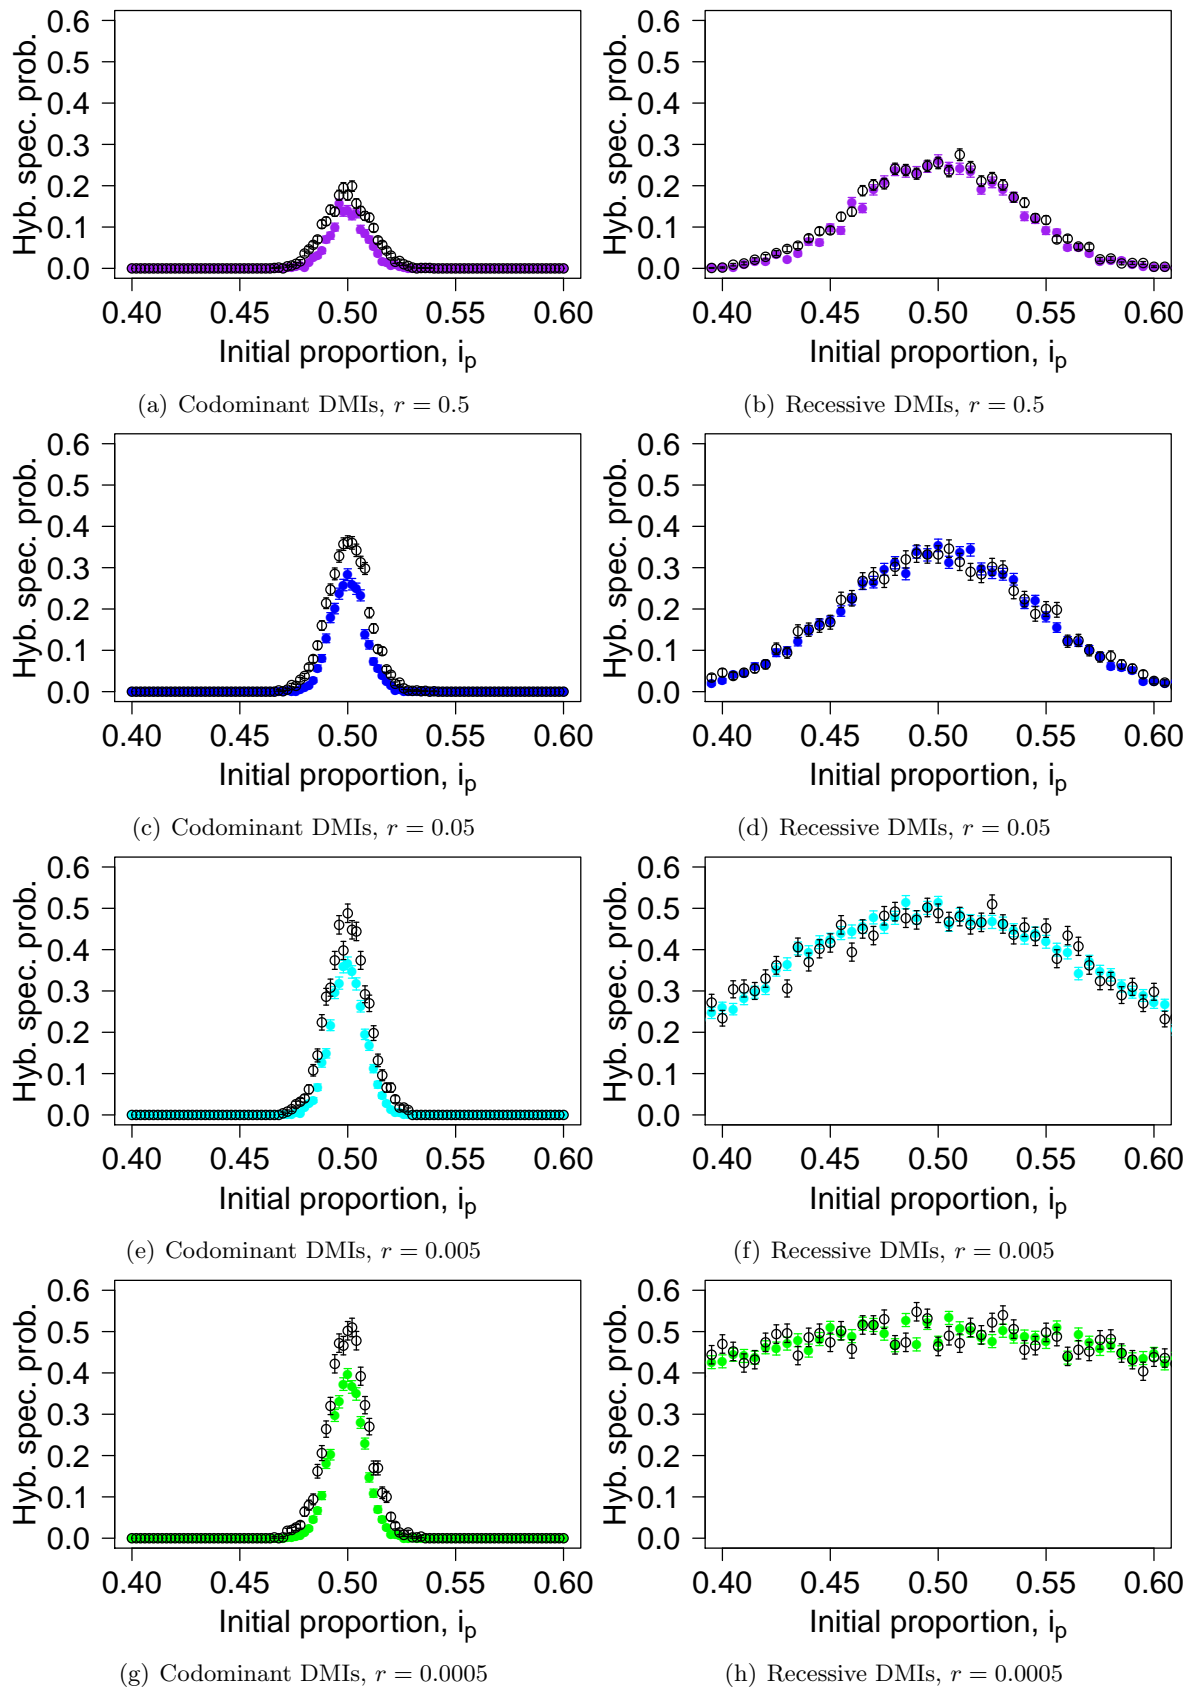 Hyb. spec. prob.
0.6
0.5
0.4
0.3
0.2
0.1
0.0
0.40 0.45 0.50 0.55 0.60
Initial proportion, i_p
(a) Codominant DMIs, r = 0.5
Hyb. spec. prob.
0.6
0.5
0.4
0.3
0.2
0.1
0.0
0.40 0.45 0.50 0.55 0.60
Initial proportion, i_p
(b) Recessive DMIs, r = 0.5
Hyb. spec. prob.
0.6
0.5
0.4
0.3
0.2
0.1
0.0
0.40 0.45 0.50 0.55 0.60
Initial proportion, i_p
(c) Codominant DMIs, r = 0.05
Hyb. spec. prob.
0.6
0.5
0.4
0.3
0.2
0.1
0.0
0.40 0.45 0.50 0.55 0.60
Initial proportion, i_p
(d) Recessive DMIs, r = 0.05
Hyb. spec. prob.
0.6
0.5
0.4
0.3
0.2
0.1
0.0
0.40 0.45 0.50 0.55 0.60
Initial proportion, i_p
(e) Codominant DMIs, r = 0.005
Hyb. spec. prob.
0.6
0.5
0.4
0.3
0.2
0.1
0.0
0.40 0.45 0.50 0.55 0.60
Initial proportion, i_p
(f) Recessive DMIs, r = 0.005
Hyb. spec. prob.
0.6
0.5
0.4
0.3
0.2
0.1
0.0
0.40 0.45 0.50 0.55 0.60
Initial proportion, i_p
(g) Codominant DMIs, r = 0.0005
Hyb. spec. prob.
0.6
0.5
0.4
0.3
0.2
0.1
0.0
0.40 0.45 0.50 0.55 0.60
Initial proportion, i_p
(h) Recessive DMIs, r = 0.0005